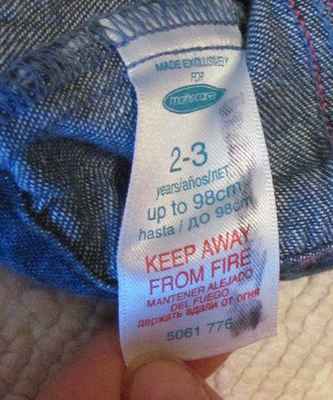 MADE EXCLUSIVELY
FOR
mothercare
2-3
years/años/ЛЕТ
up to 98cm
hasta / ДО 98cm
KEEP AWAY
FROM FIRE
MANTENER ALEJADO
DEL FUEGO
держать вдали от огня
5061 776